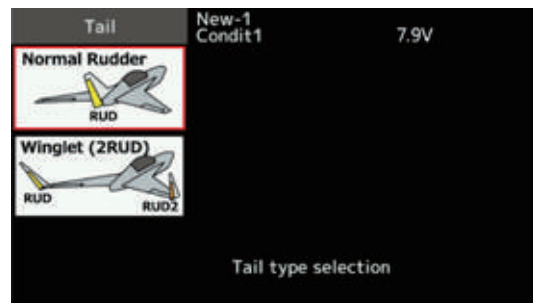 Tail
New-1
Condit1
7.9V
Normal Rudder
RUD
Winglet (2RUD)
RUD
RUD2
Tail type selection